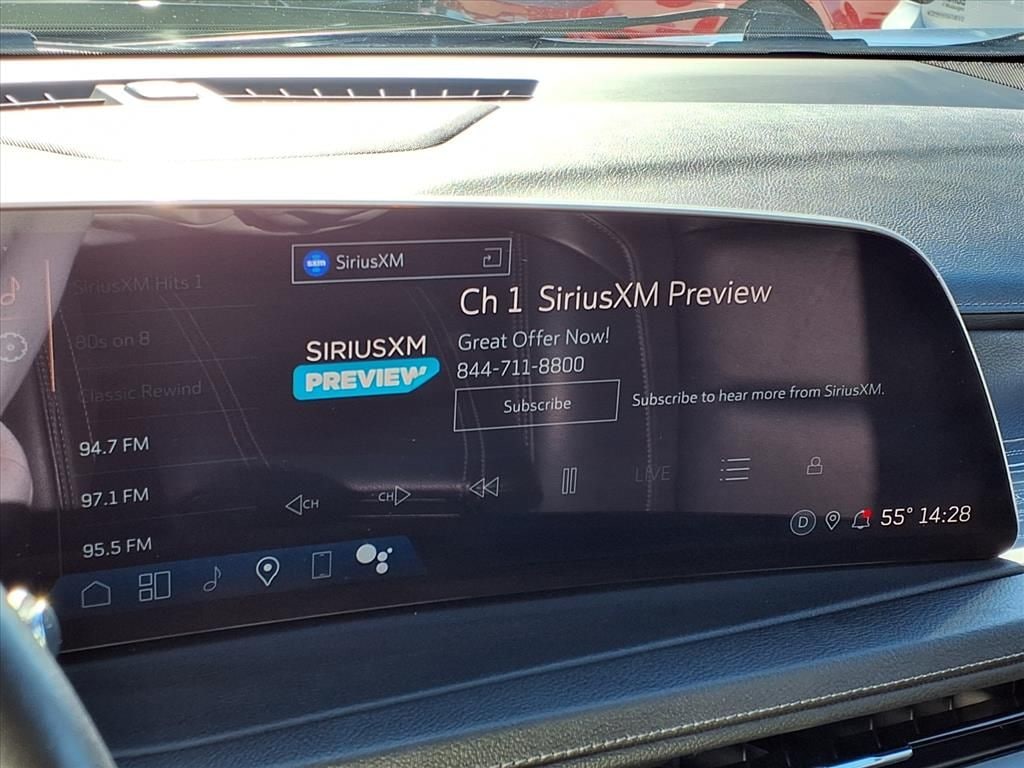 SiriusXM Hits 1
80s on 8
Classic Rewind
94.7 FM
97.1 FM
95.5 FM
sxm SiriusXM
SIRIUSXM
PREVIEW
Ch 1 SiriusXM Preview
Great Offer Now!
844-711-8800
Subscribe
Subscribe to hear more from SiriusXM.
CH
CH
LIVE
D
55° 14:28